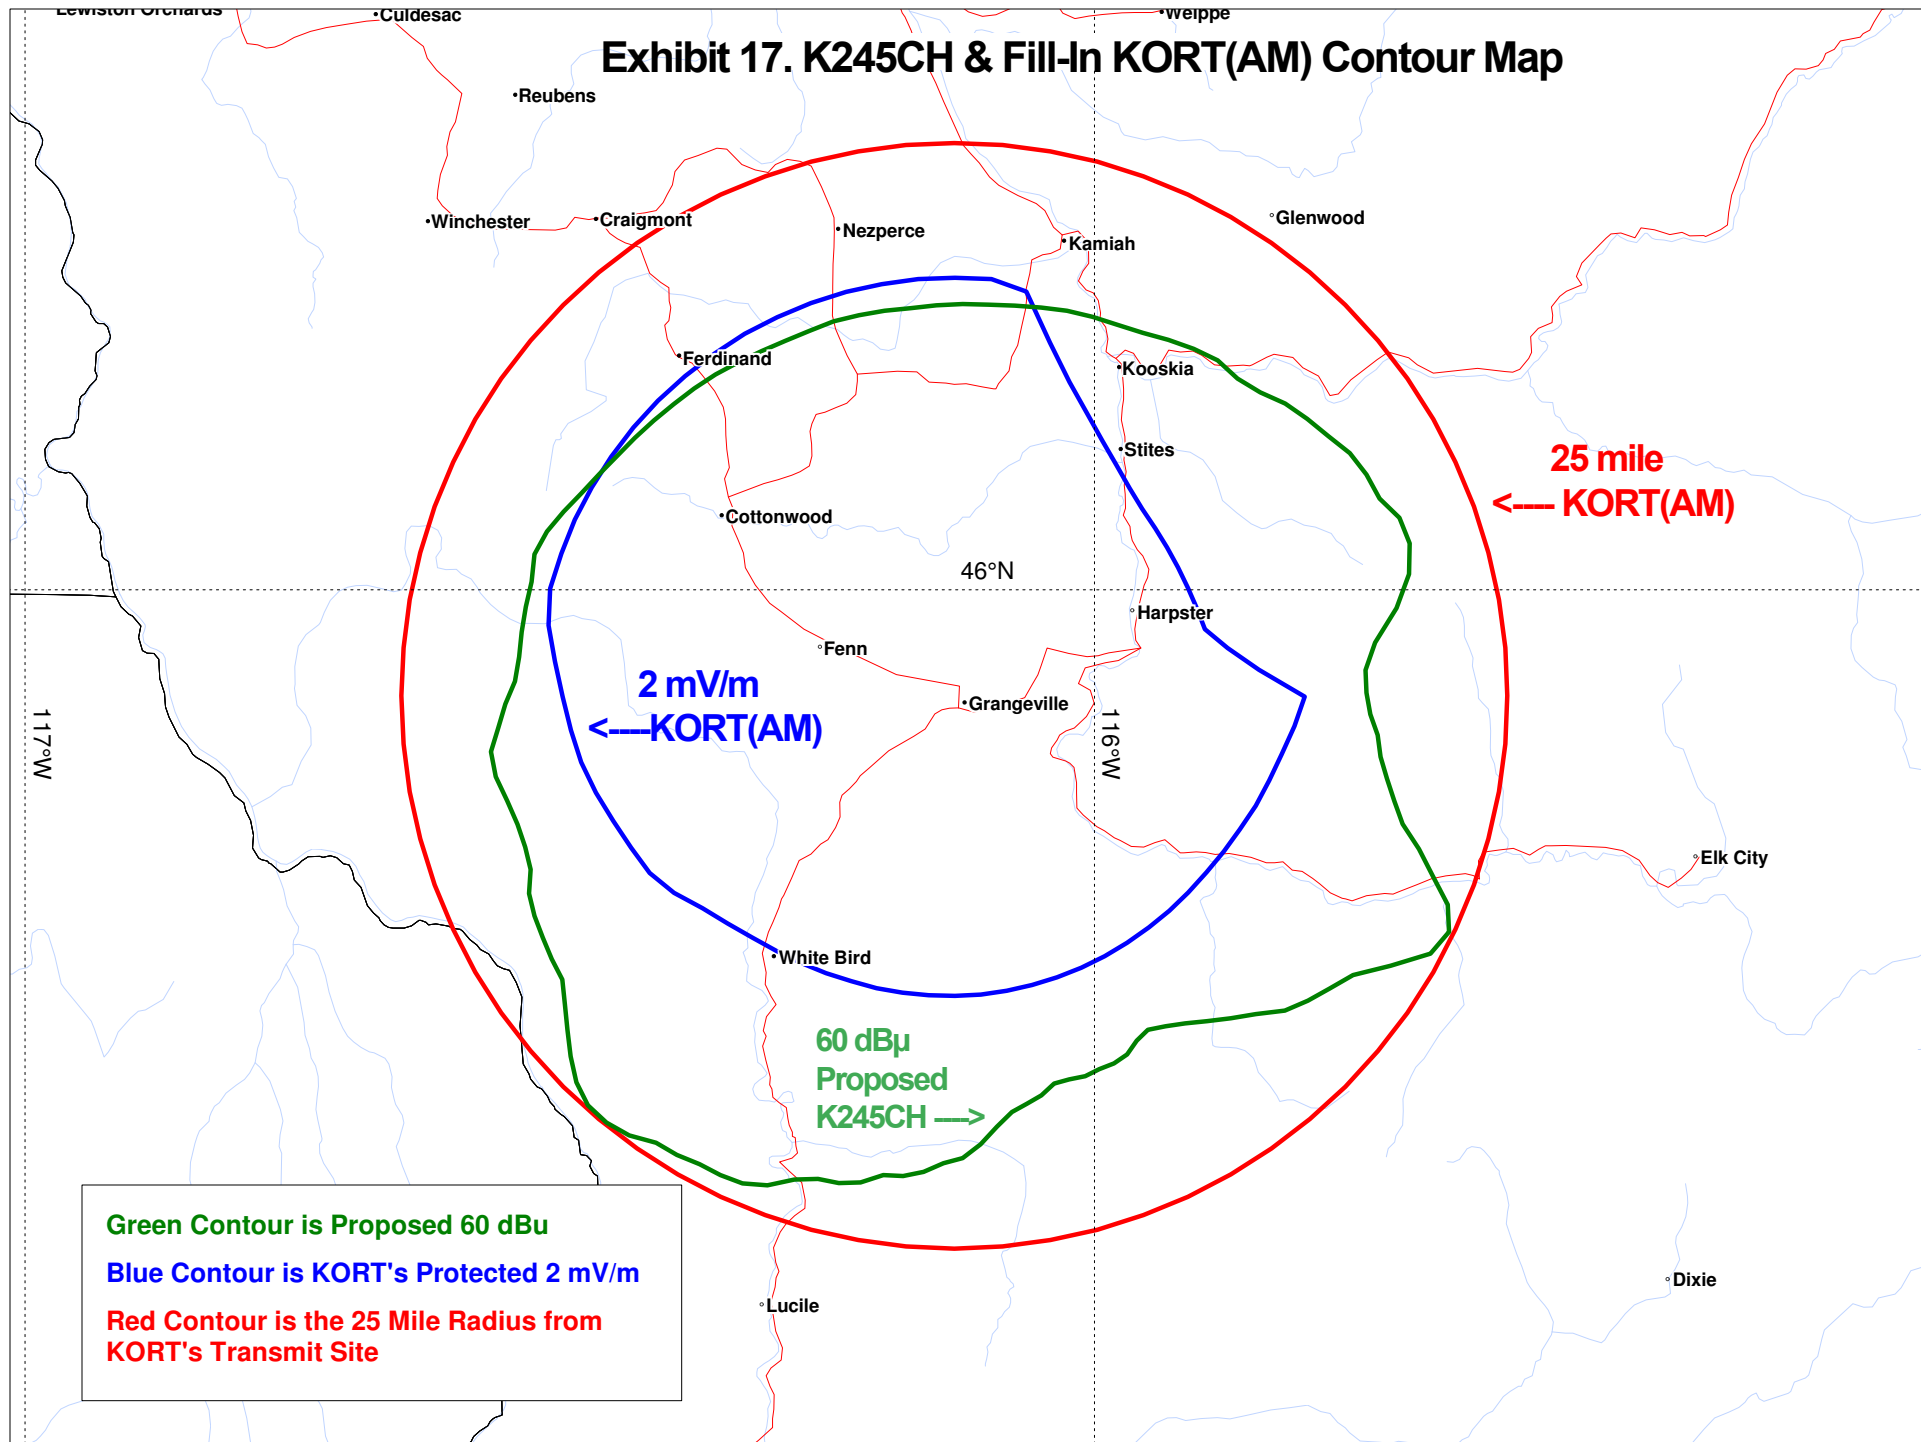 Lewiston Orchards
Culdesac
Weippe
Exhibit 17. K245CH & Fill-In KORT(AM) Contour Map
Reubens
Winchester
Craigmont
Nezperce
Kamiah
Glenwood
Ferdinand
Kooskia
Stites
25 mile
<---- KORT(AM)
Cottonwood
46°N
Harpster
Fenn
2 mV/m
<----KORT(AM)
Grangeville
117°W
116°W
Elk City
White Bird
60 dBµ
Proposed
K245CH ---->
Green Contour is Proposed 60 dBu
Blue Contour is KORT's Protected 2 mV/m
Red Contour is the 25 Mile Radius from
KORT's Transmit Site
Dixie
Lucile